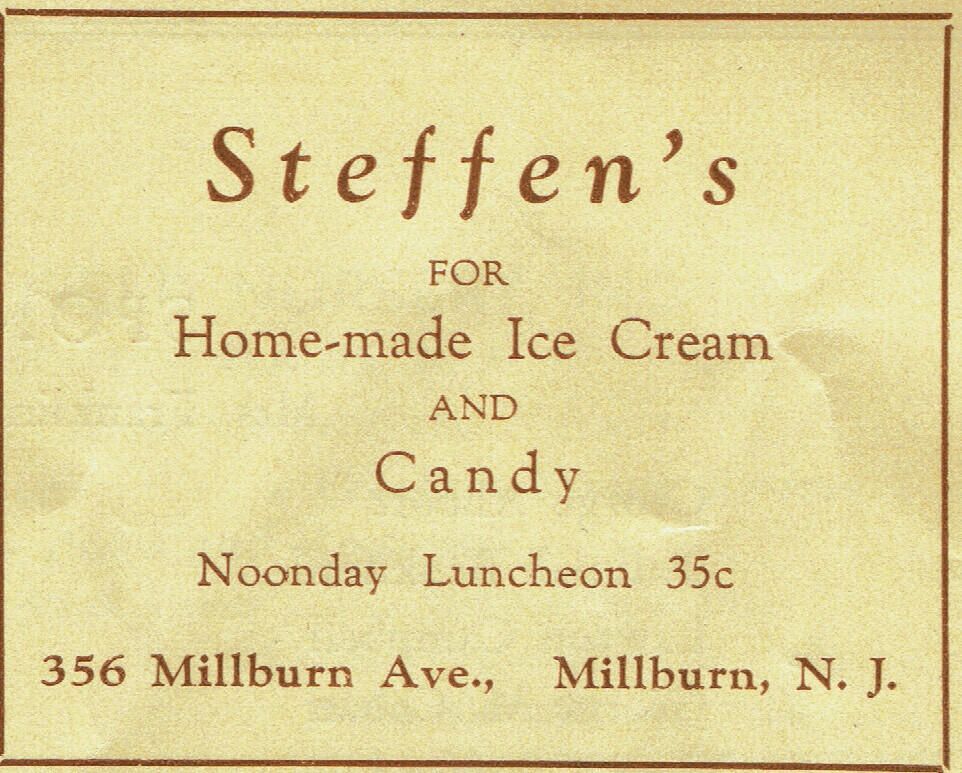 Steffen's
FOR
Home-made Ice Cream
AND
Candy
Noonday Luncheon 35c
356 Millburn Ave., Millburn, N. J.